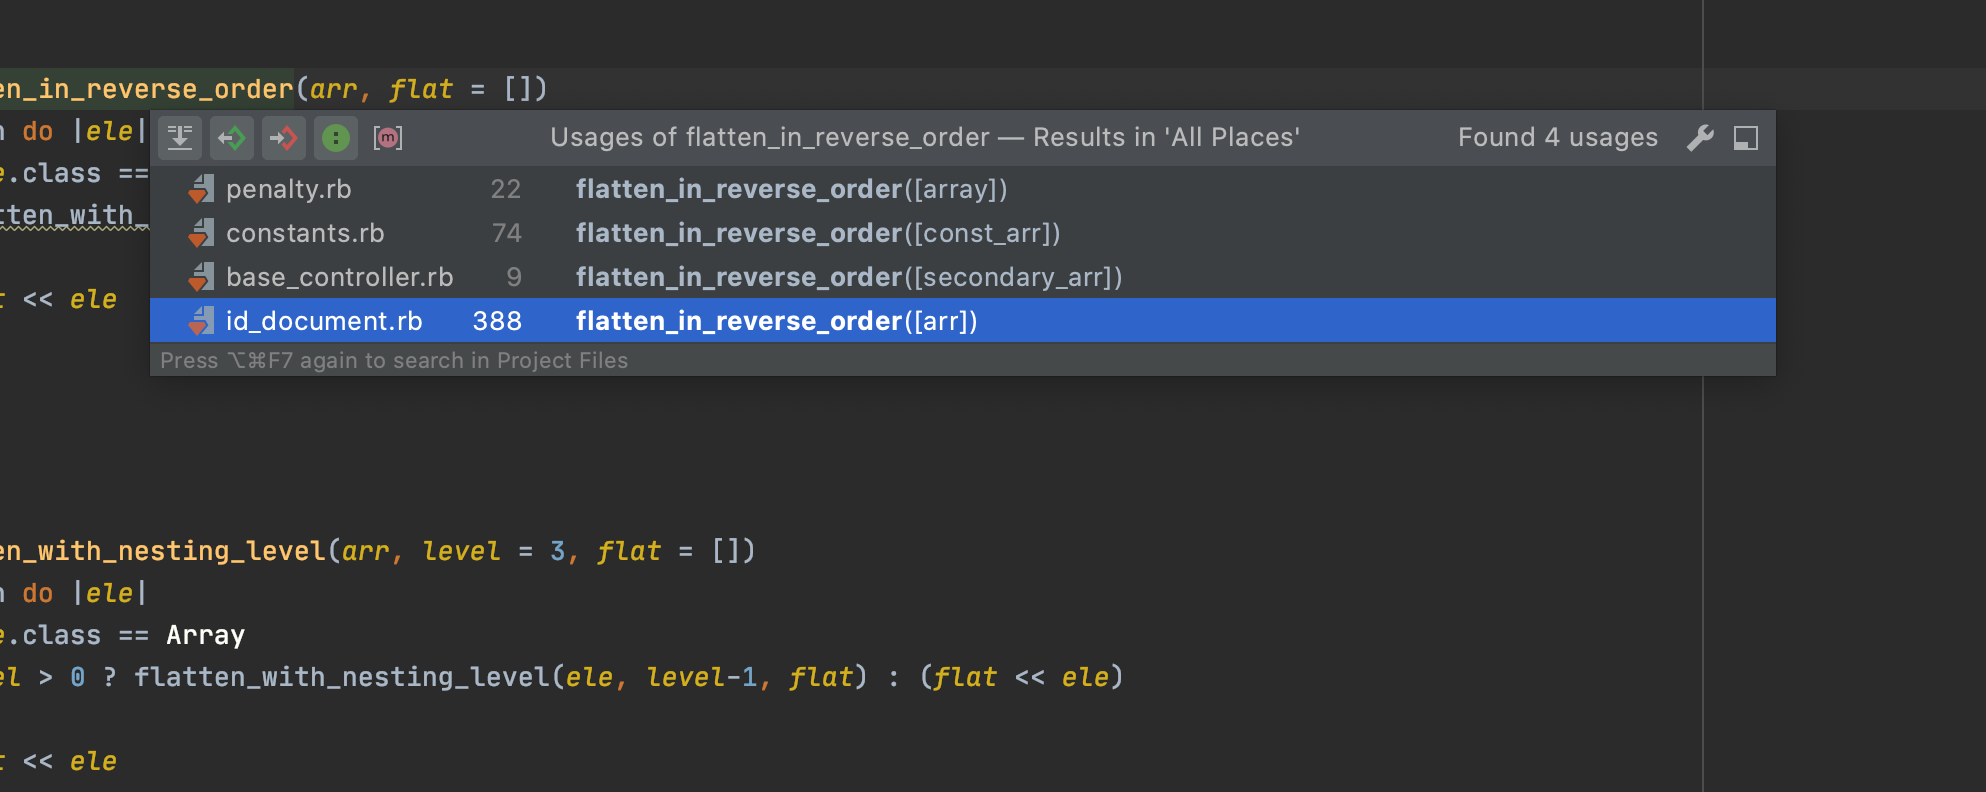 en_in_reverse_order(arr, flat = [])
do |ele|
Usages of flatten_in_reverse_order — Results in 'All Places' Found 4 usages
.class ==
penalty.rb 22 flatten_in_reverse_order([array])
tten_with_
constants.rb 74 flatten_in_reverse_order([const_arr])
base_controller.rb 9 flatten_in_reverse_order([secondary_arr])
<< ele
id_document.rb 388 flatten_in_reverse_order([arr])
Press ⌥⌘F7 again to search in Project Files
en_with_nesting_level(arr, level = 3, flat = [])
do |ele|
e.class == Array
el > 0 ? flatten_with_nesting_level(ele, level-1, flat) : (flat << ele)
<< ele